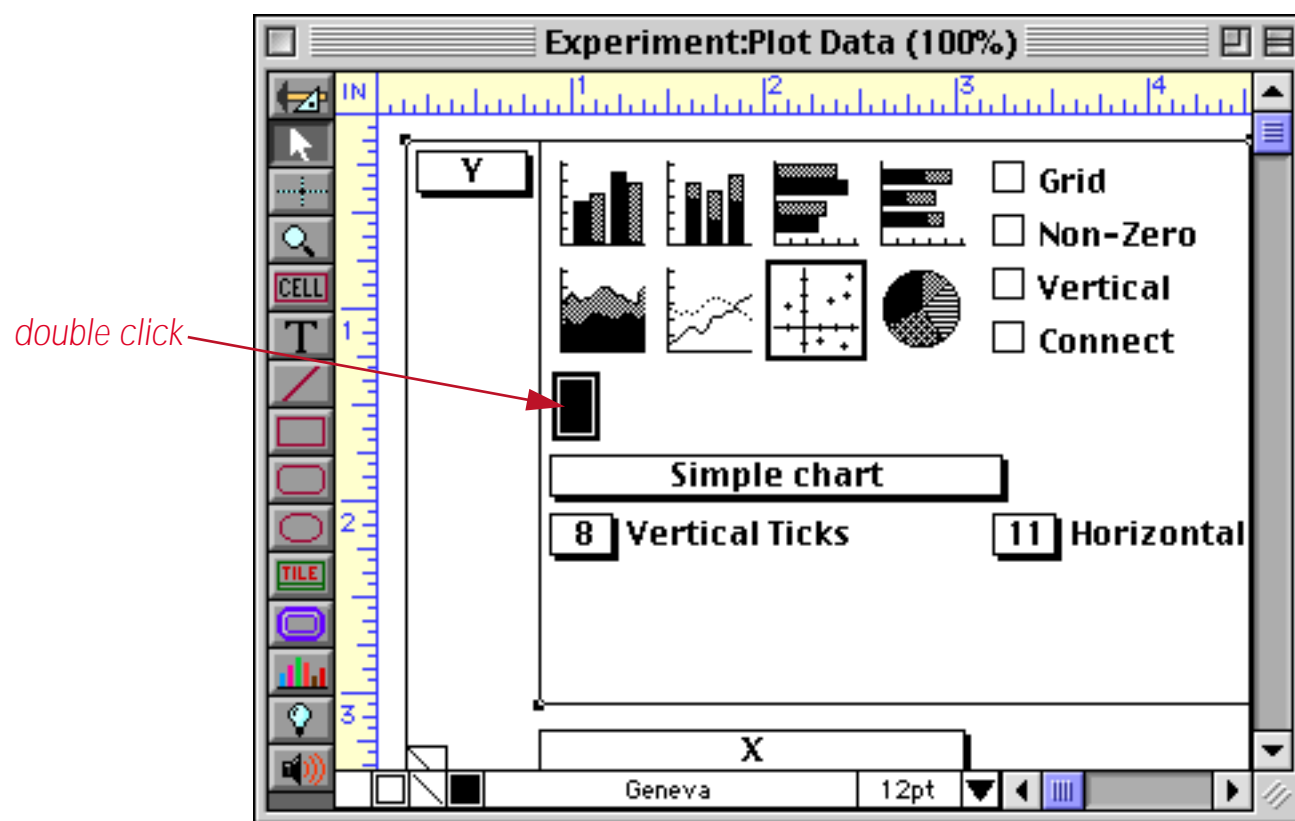 Experiment:Plot Data (100%)
IN 1 2 3 4
Y
Grid
Non-Zero
CELL
Vertical
double click
T 1
Connect
Simple chart
2 8 Vertical Ticks 11 Horizontal
TILE
3
X
Geneva 12pt